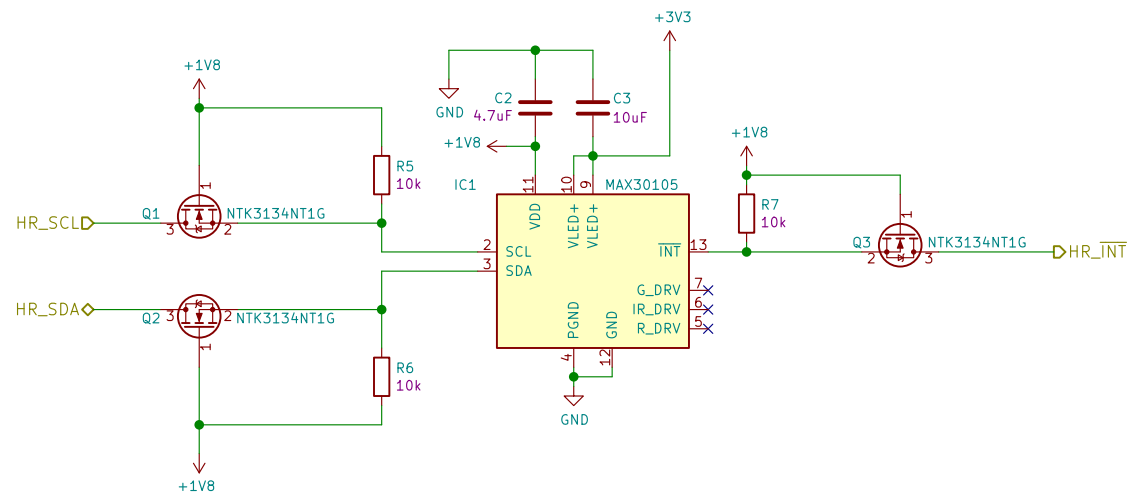 +3V3
+1V8
GND
C2
4.7uF
C3
10uF
+1V8
+1V8
R5
10k
1
Q1
NTK3134NT1G
3
2
HR_SCL
IC1
MAX30105
11
10
9
VDD
VLED+
VLED+
2
SCL
3
SDA
INT
13
G_DRV
7
IR_DRV
6
R_DRV
5
PGND
GND
4
12
GND
R7
10k
1
Q3
NTK3134NT1G
2
3
HR_INT
HR_SDA
Q2
3
2
NTK3134NT1G
1
R6
10k
+1V8